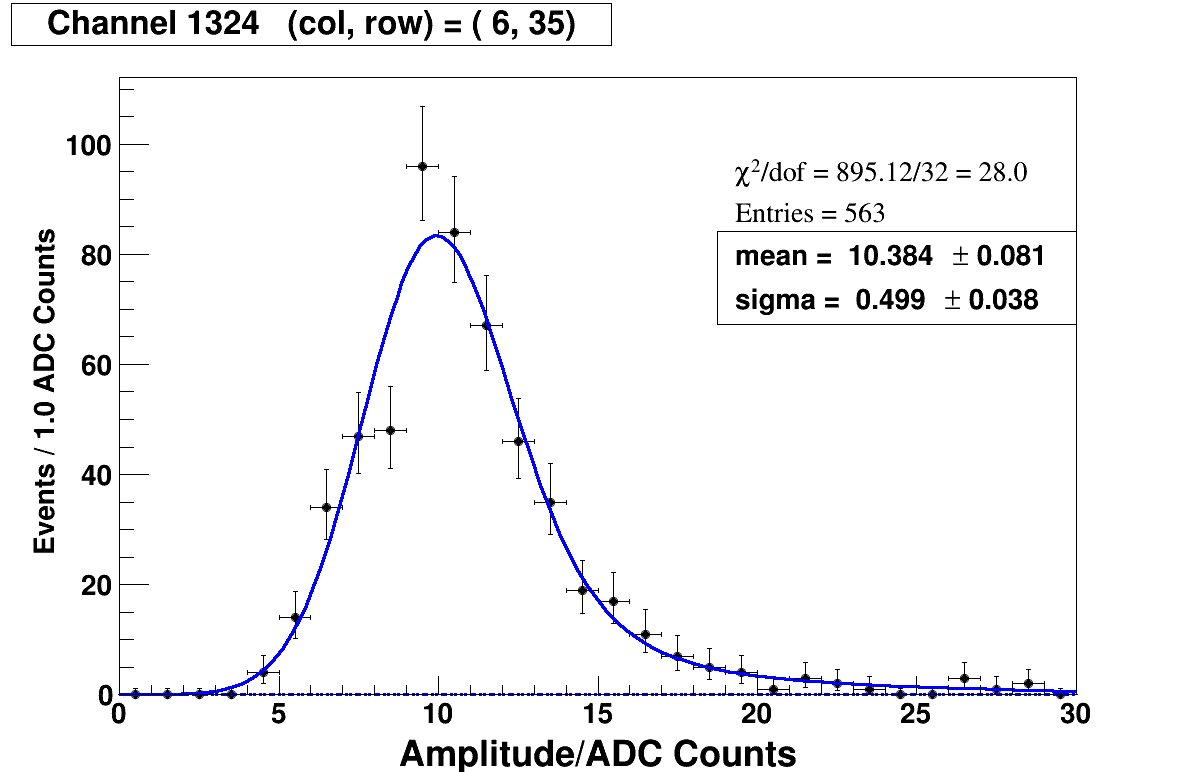 Channel 1324 (col, row) = ( 6, 35)
χ²/dof = 895.12/32 = 28.0
Entries = 563
mean = 10.384 ± 0.081
sigma = 0.499 ± 0.038
Events / 1.0 ADC Counts
100
80
60
40
20
0
0 5 10 15 20 25 30
Amplitude/ADC Counts